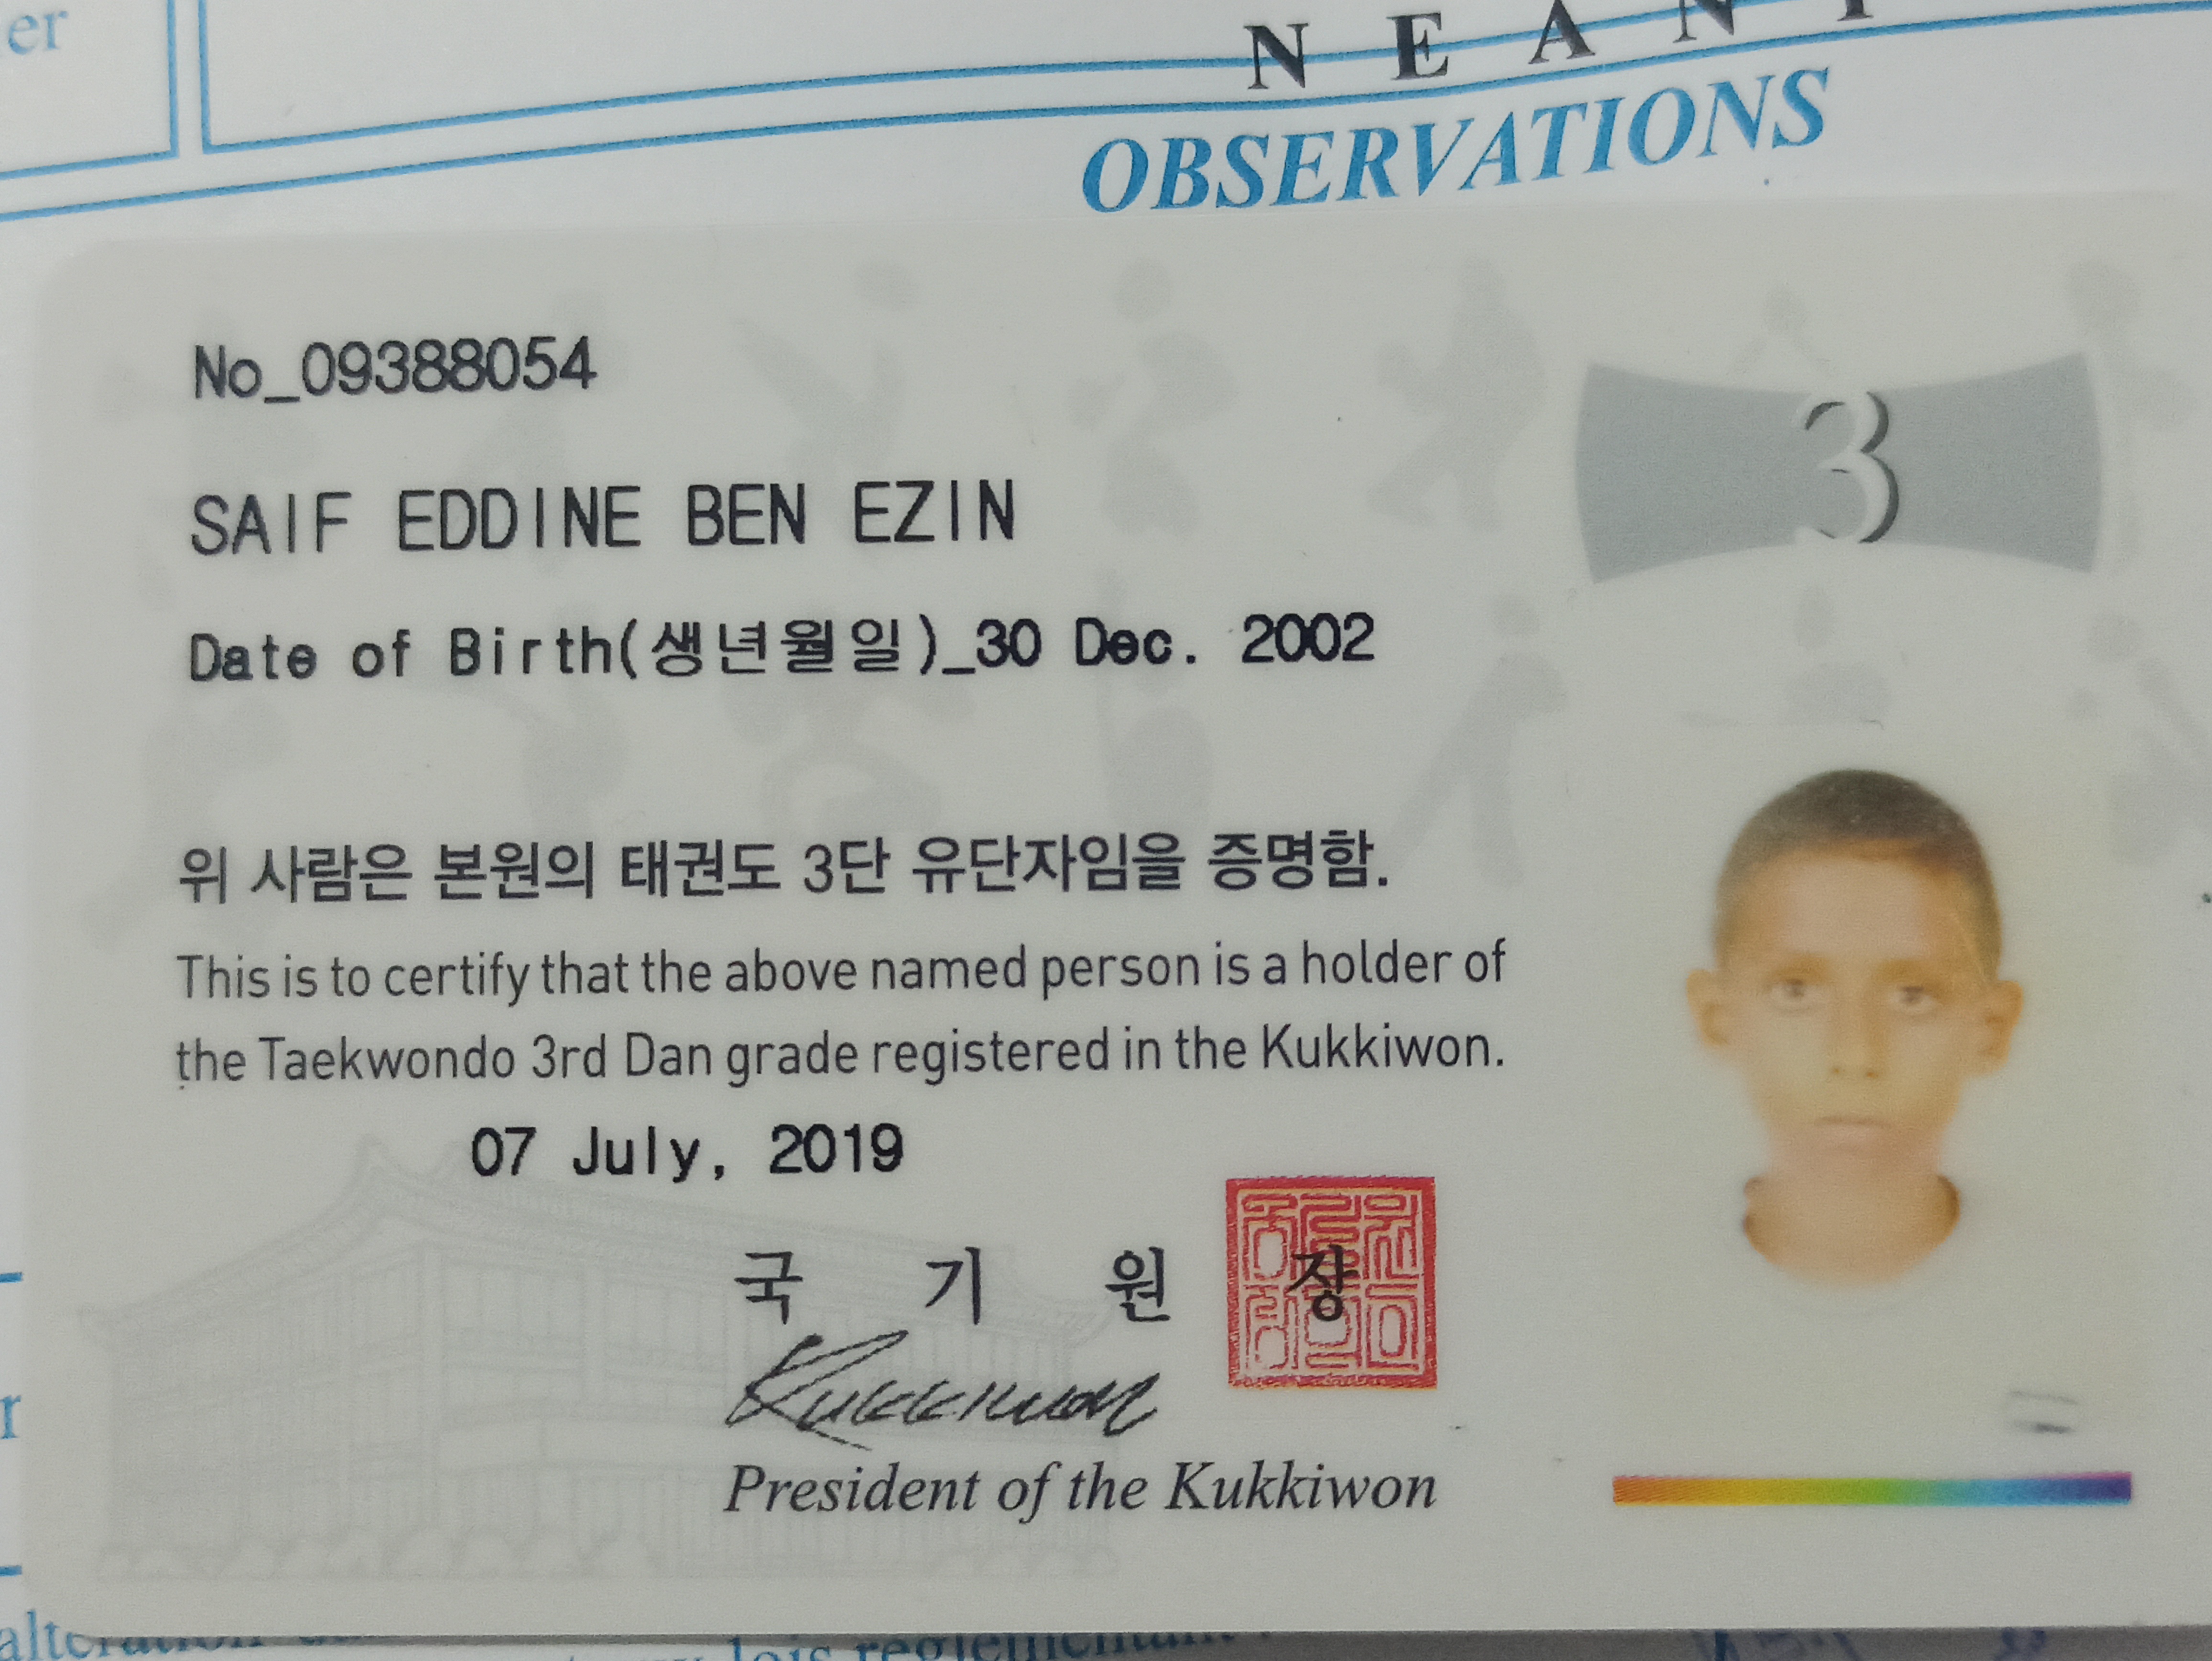 er
N E A N T
OBSERVATIONS
No_09388054
3
SAIF EDDINE BEN EZIN
Date of Birth(생년월일)_30 Dec. 2002
위 사람은 본원의 태권도 3단 유단자임을 증명함.
This is to certify that the above named person is a holder of
the Taekwondo 3rd Dan grade registered in the Kukkiwon.
07 July, 2019
국 기 원 장
Kukkiwon
President of the Kukkiwon
r